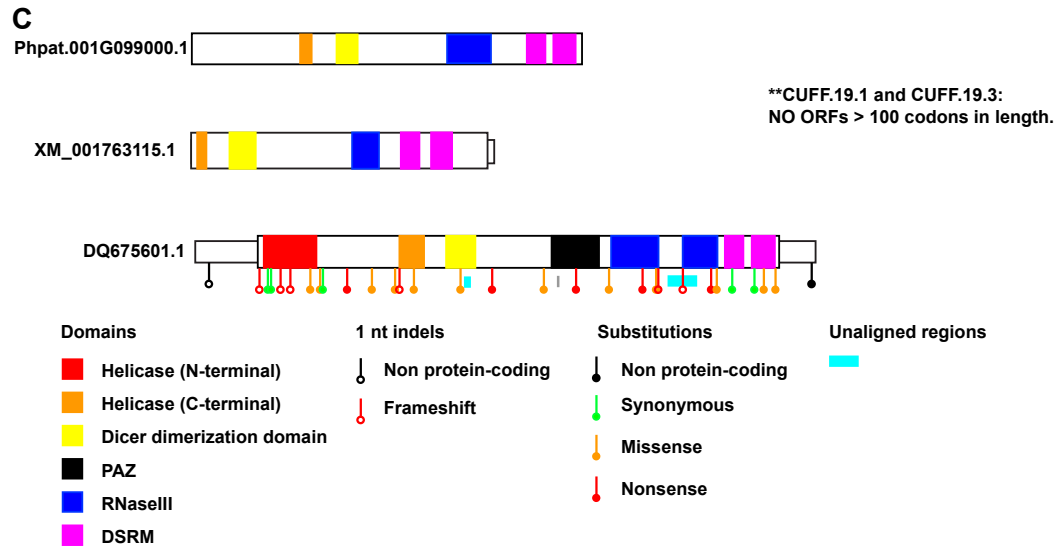 C
Phpat.001G099000.1
**CUFF.19.1 and CUFF.19.3:
NO ORFs > 100 codons in length.
XM_001763115.1
DQ675601.1
Domains
Helicase (N-terminal)
Helicase (C-terminal)
Dicer dimerization domain
PAZ
RNaseIII
DSRM
1 nt indels
Non protein-coding
Frameshift
Substitutions
Non protein-coding
Synonymous
Missense
Nonsense
Unaligned regions